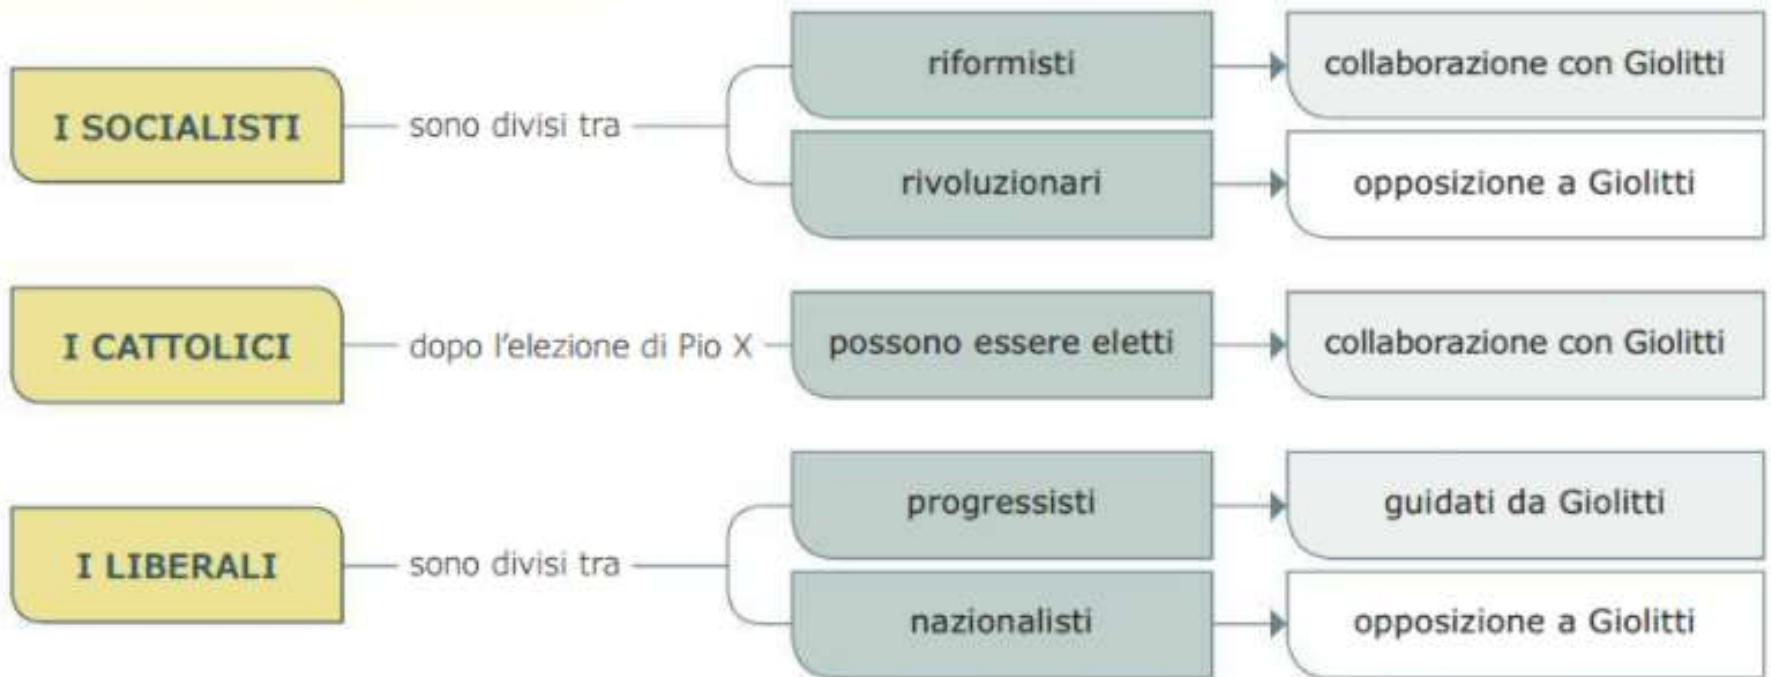 I SOCIALISTI
sono divisi tra
riformisti
collaborazione con Giolitti
rivoluzionari
opposizione a Giolitti
I CATTOLICI
dopo l'elezione di Pio X
possono essere eletti
collaborazione con Giolitti
I LIBERALI
sono divisi tra
progressisti
guidati da Giolitti
nazionalisti
opposizione a Giolitti